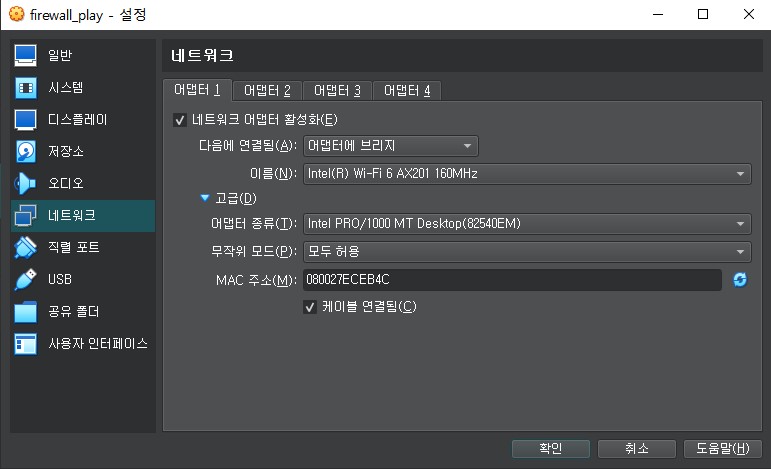 firewall_play - 설정
일반
시스템
디스플레이
저장소
오디오
네트워크
직렬 포트
USB
공유 폴더
사용자 인터페이스
네트워크
어댑터 1 어댑터 2 어댑터 3 어댑터 4
네트워크 어댑터 활성화(E)
다음에 연결됨(A): 어댑터에 브리지
이름(N): Intel(R) Wi-Fi 6 AX201 160MHz
고급(D)
어댑터 종류(T): Intel PRO/1000 MT Desktop(82540EM)
무작위 모드(P): 모두 허용
MAC 주소(M): 080027ECEB4C
케이블 연결됨(C)
확인 취소 도움말(H)